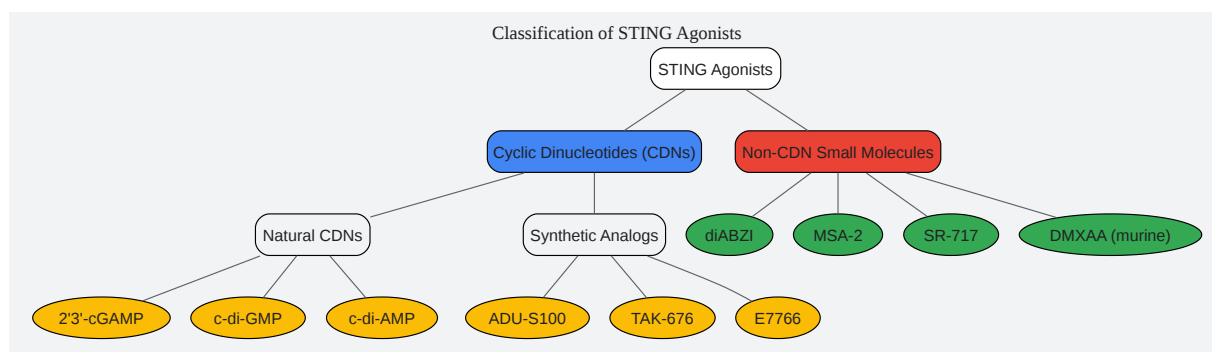 Classification of STING Agonists
STING Agonists
Cyclic Dinucleotides (CDNs)
Non-CDN Small Molecules
Natural CDNs
Synthetic Analogs
diABZI
MSA-2
SR-717
DMXAA (murine)
2'3'-cGAMP
c-di-GMP
c-di-AMP
ADU-S100
TAK-676
E7766